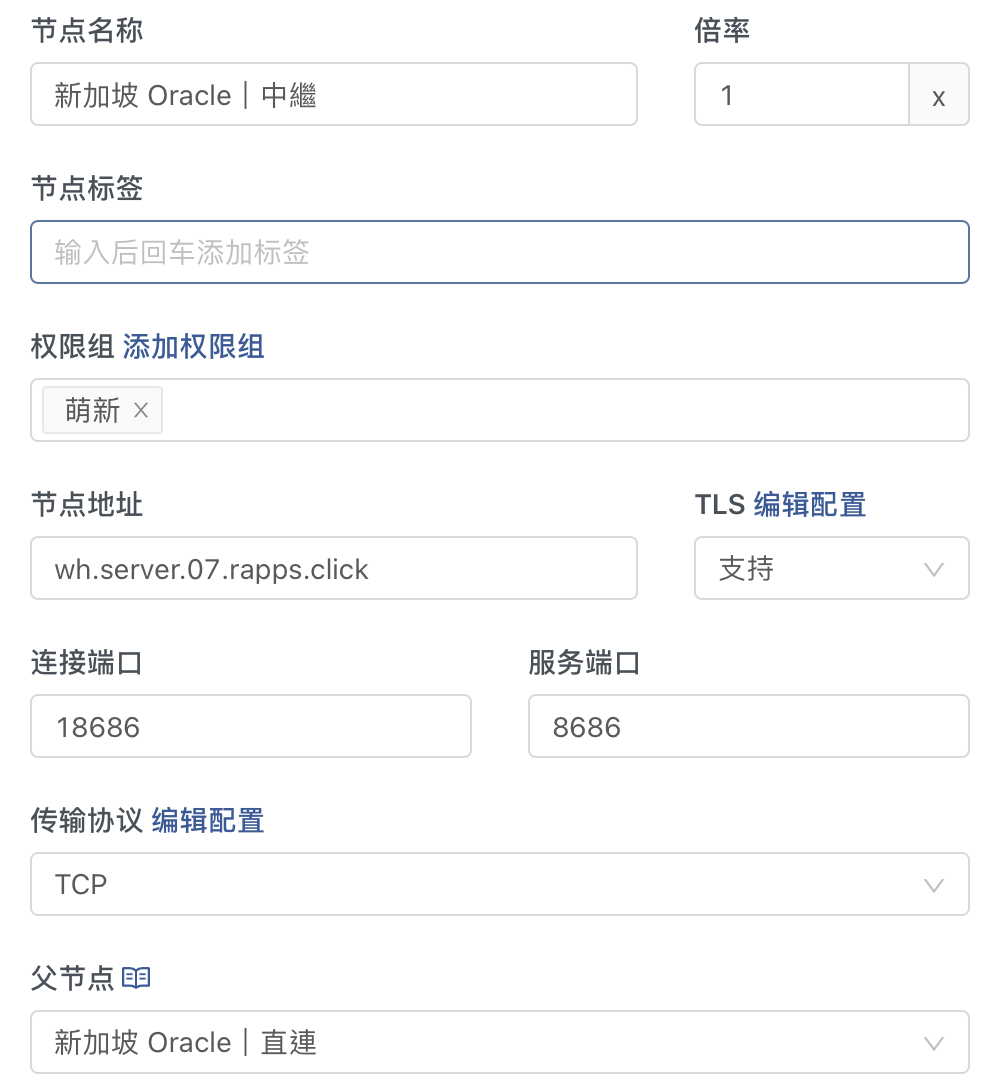 节点名称 倍率
新加坡 Oracle｜中繼 1 x
节点标签
输入后回车添加标签
权限组 添加权限组
萌新 X
节点地址 TLS 编辑配置
wh.server.07.rapps.click 支持
连接端口 服务端口
18686 8686
传输协议 编辑配置
TCP
父节点
新加坡 Oracle｜直連